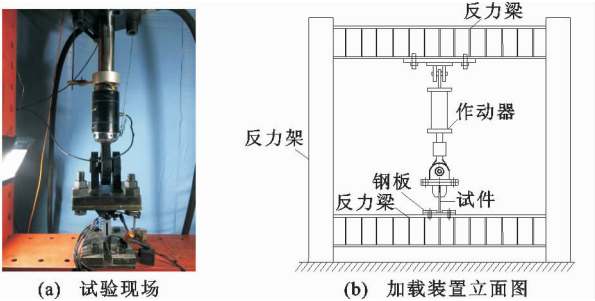 反力梁
作动器
反力架
钢板
试件
反力梁
(a) 试验现场
(b) 加载装置立面图